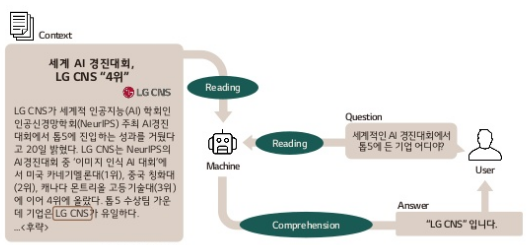 Context
세계 AI 경진대회,
LG CNS “4위”
LG CNS
LG CNS가 세계적 인공지능(AI) 학회인
인공신경망학회(NeurIPS) 주최 AI경진
대회에서 톱5에 진입하는 성과를 거뒀다
고 20일 밝혔다. LG CNS는 NeurIPS의
AI경진대회 중 ‘이미지 인식 AI 대회’에
서 미국 카네기멜론대(1위), 중국 칭화대
(2위), 캐나다 몬트리올 고등기술대(3위)
에 이어 4위에 올랐다. 톱5 수상팀 가운
데 기업은 LG CNS가 유일하다.
...<후략>
Reading
Machine
Reading
Question
세계적인 AI 경진대회에서
톱5에 든 기업 어디야?
User
Comprehension
Answer
“LG CNS” 입니다.